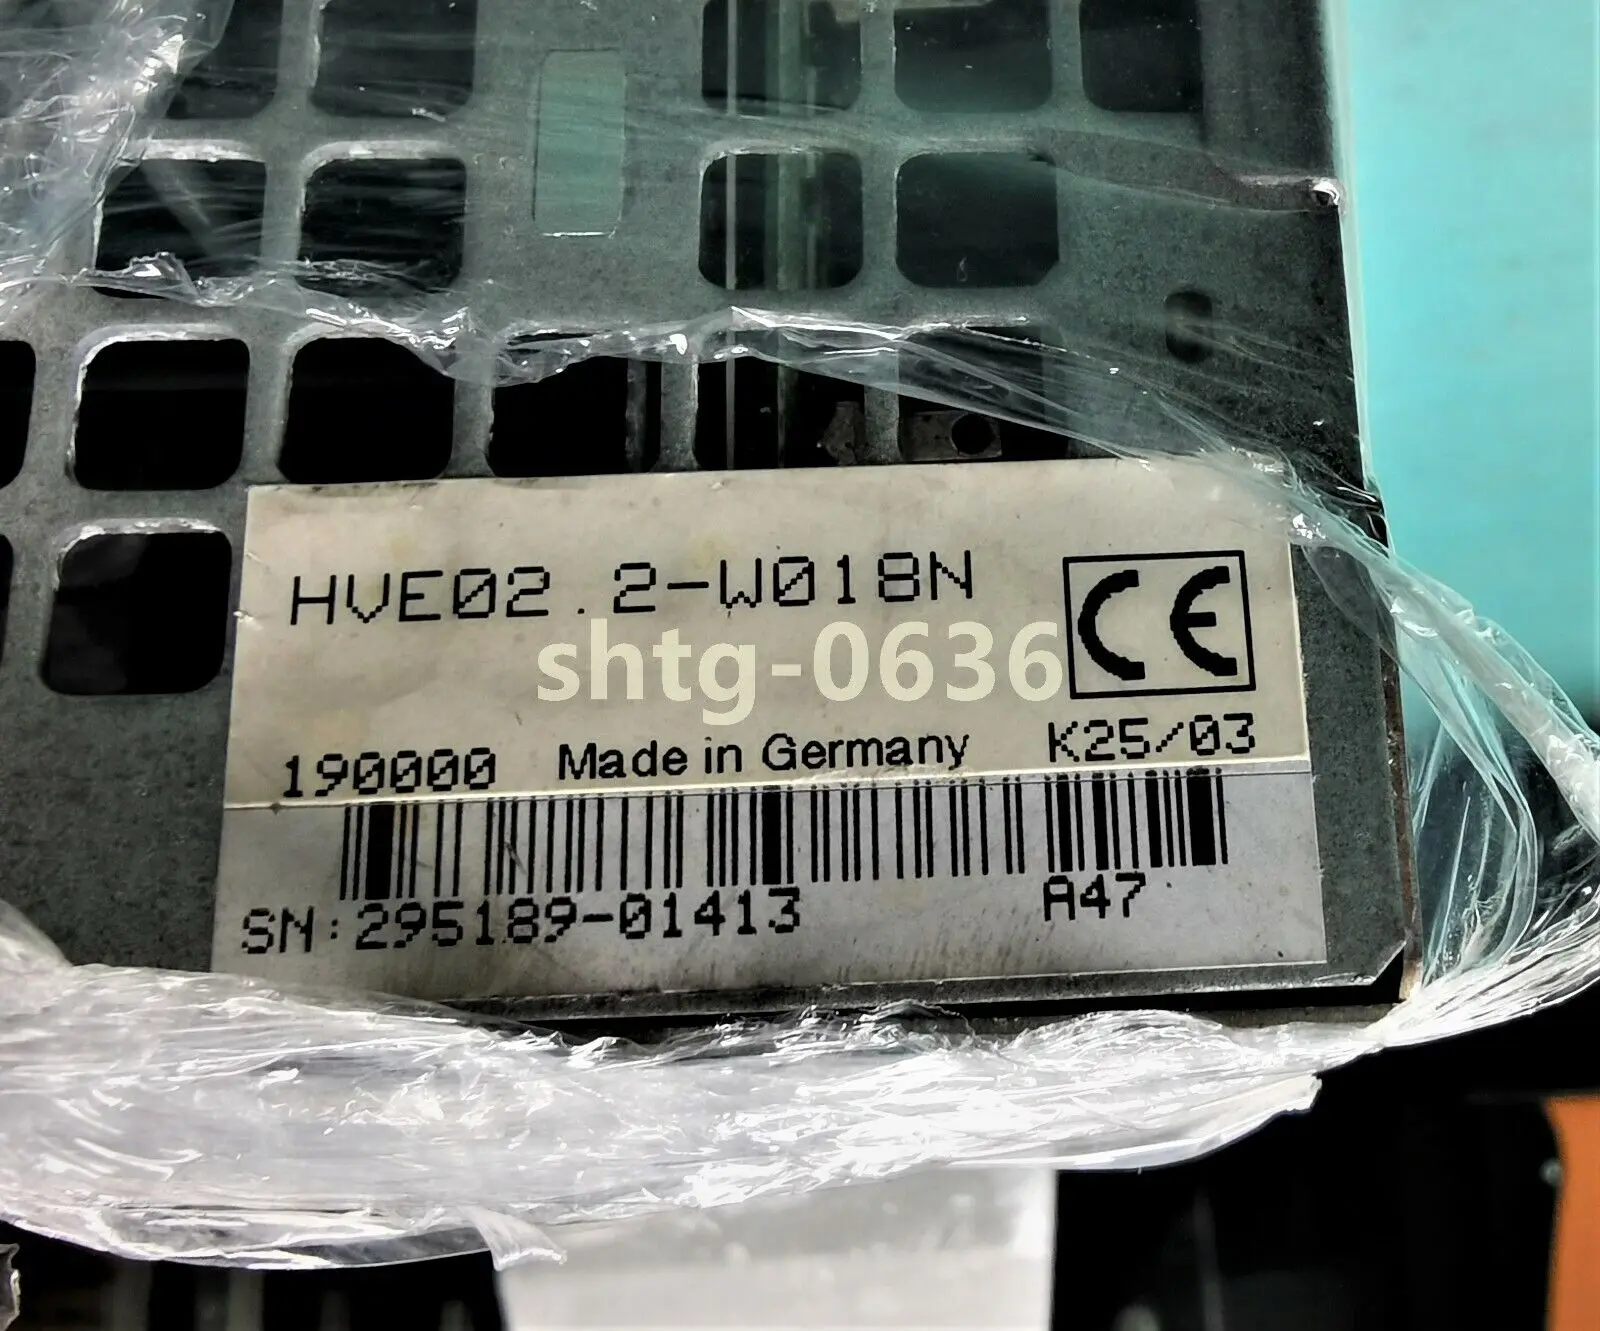 HVE02.2-W018N
CE
shtg-0636
190000 Made in Germany K25/03
SN:295189-01413 A47